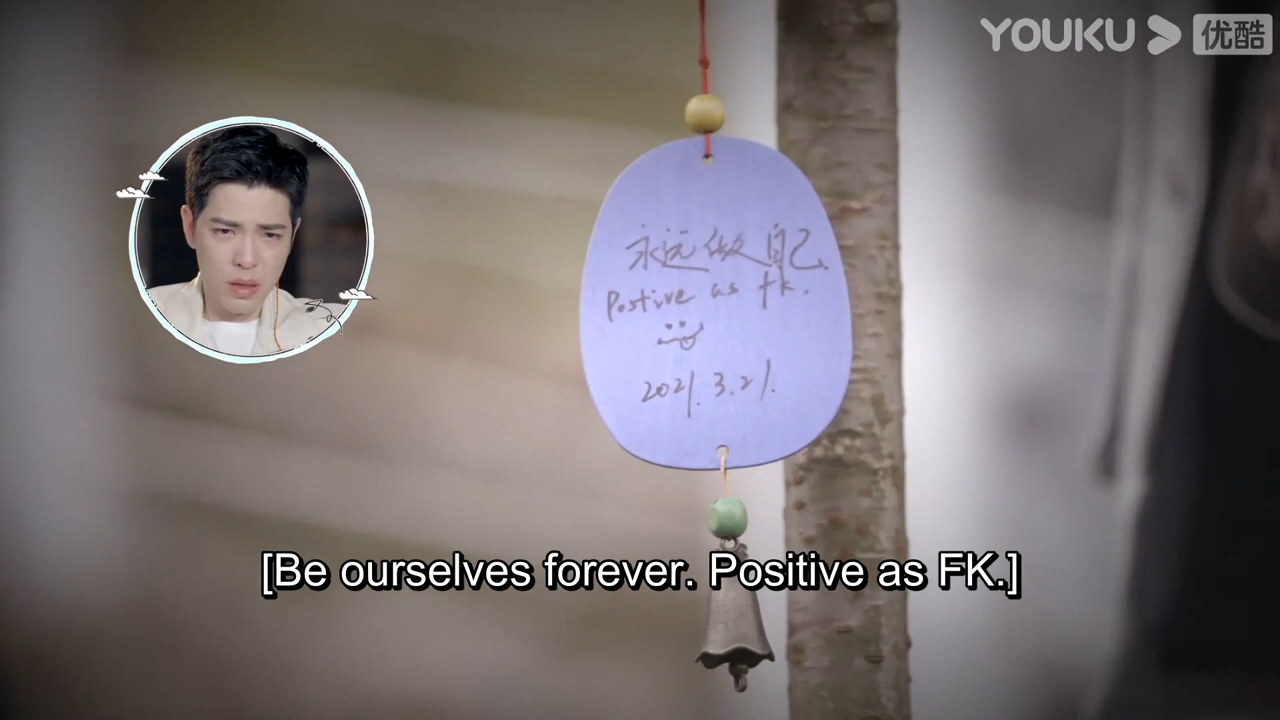 YOUKU 优酷
永远做自己.
Postive as fk.
2021.3.21.
[Be ourselves forever. Positive as FK.]